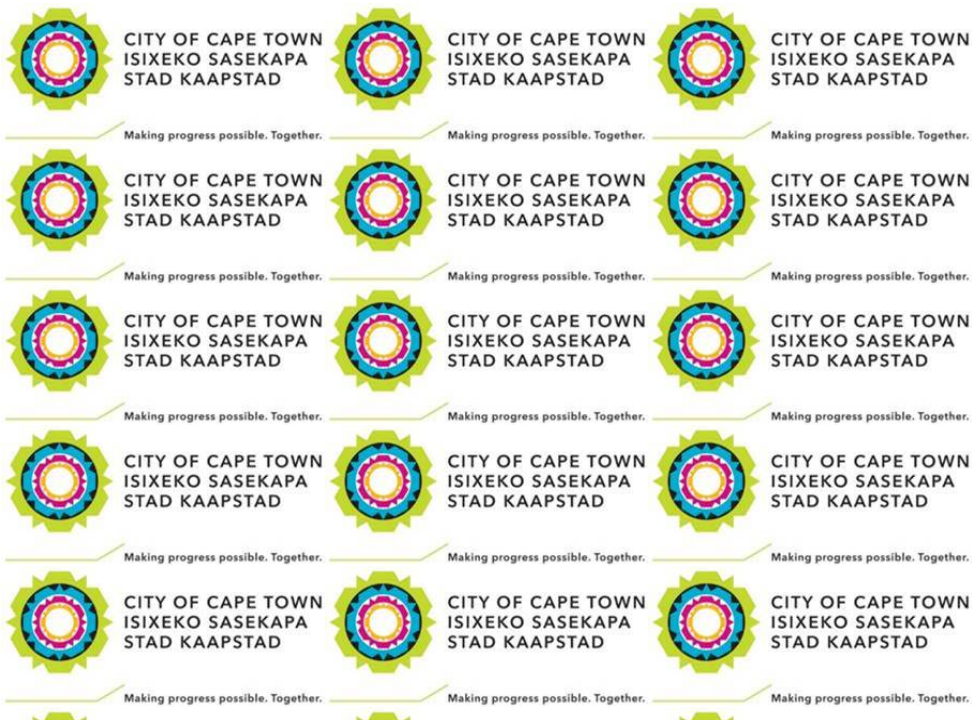 CITY OF CAPE TOWN CITY OF CAPE TOWN CITY OF CAPE TOWN
ISIXEKO SASEKAPA ISIXEKO SASEKAPA ISIXEKO SASEKAPA
STAD KAAPSTAD STAD KAAPSTAD STAD KAAPSTAD
Making progress possible. Together. Making progress possible. Together. Making progress possible. Together.
CITY OF CAPE TOWN CITY OF CAPE TOWN CITY OF CAPE TOWN
ISIXEKO SASEKAPA ISIXEKO SASEKAPA ISIXEKO SASEKAPA
STAD KAAPSTAD STAD KAAPSTAD STAD KAAPSTAD
Making progress possible. Together. Making progress possible. Together. Making progress possible. Together.
CITY OF CAPE TOWN CITY OF CAPE TOWN CITY OF CAPE TOWN
ISIXEKO SASEKAPA ISIXEKO SASEKAPA ISIXEKO SASEKAPA
STAD KAAPSTAD STAD KAAPSTAD STAD KAAPSTAD
Making progress possible. Together. Making progress possible. Together. Making progress possible. Together.
CITY OF CAPE TOWN CITY OF CAPE TOWN CITY OF CAPE TOWN
ISIXEKO SASEKAPA ISIXEKO SASEKAPA ISIXEKO SASEKAPA
STAD KAAPSTAD STAD KAAPSTAD STAD KAAPSTAD
Making progress possible. Together. Making progress possible. Together. Making progress possible. Together.
CITY OF CAPE TOWN CITY OF CAPE TOWN CITY OF CAPE TOWN
ISIXEKO SASEKAPA ISIXEKO SASEKAPA ISIXEKO SASEKAPA
STAD KAAPSTAD STAD KAAPSTAD STAD KAAPSTAD
Making progress possible. Together. Making progress possible. Together. Making progress possible. Together.